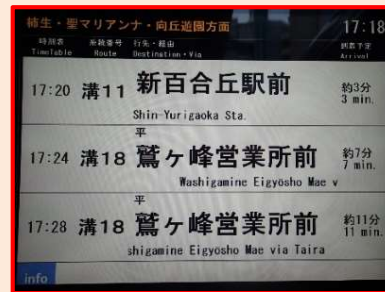 柿生・聖マリアンナ・向丘遊園方面 17:18
時刻表 系統番号 行先・経由 到着予定
TimeTable Route Destination・Via Arrival
17:20 溝11 新百合丘駅前 約3分
Shin-Yurigaoka Sta. 3 min.
平
17:24 溝18 鷲ヶ峰営業所前 約7分
Washigamine Eigyosho Mae v 7 min.
平
17:28 溝18 鷲ヶ峰営業所前 約11分
shigamine Eigyosho Mae via Taira 11 min.
info